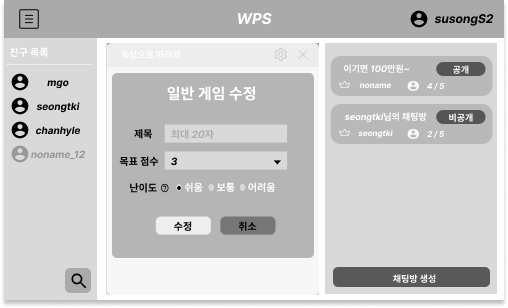 WPS
susongS2
친구 목록
mgo
seongtki
chanhyle
noname_12
옥상으로 따라와
일반 게임 수정
제목
최대 20자
목표 점수
3
난이도 ? 쉬움 보통 어려움
수정
취소
이기면 100만원~
공개
noname
4 / 5
seongtki님의 채팅방
비공개
seongtki
2 / 5
채팅방 생성